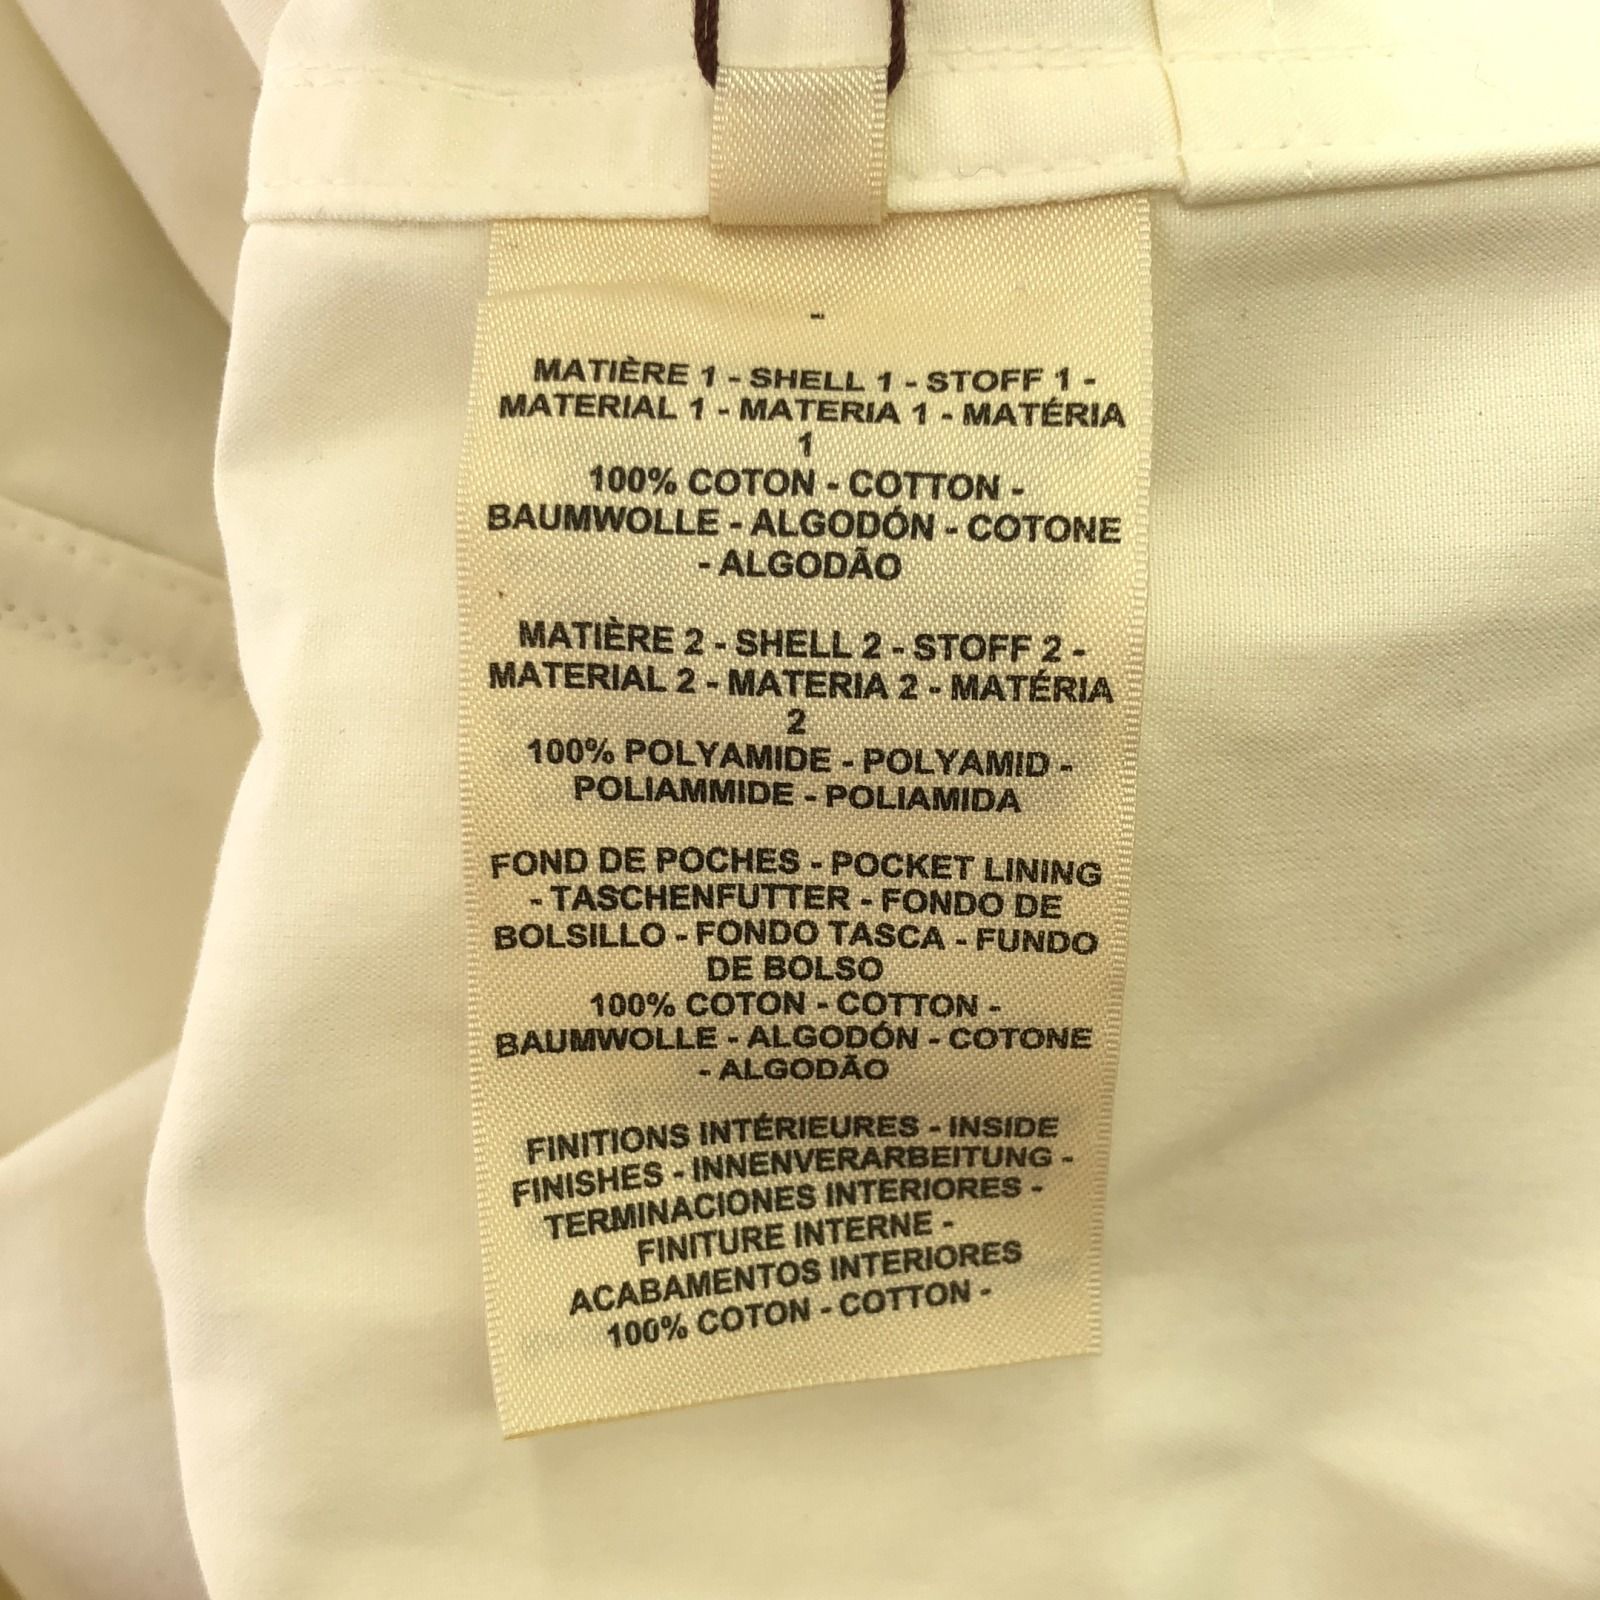 -
MATIÈRE 1 - SHELL 1 - STOFF 1 -
MATERIAL 1 - MATERIA 1 - MATÉRIA
1
100% COTON - COTTON -
BAUMWOLLE - ALGODÓN - COTONE
- ALGODÃO
MATIÈRE 2 - SHELL 2 - STOFF 2 -
MATERIAL 2 - MATERIA 2 - MATÉRIA
2
100% POLYAMIDE - POLYAMID -
POLIAMMIDE - POLIAMIDA
FOND DE POCHES - POCKET LINING
- TASCHENFUTTER - FONDO DE
BOLSILLO - FONDO TASCA - FUNDO
DE BOLSO
100% COTON - COTTON -
BAUMWOLLE - ALGODÓN - COTONE
- ALGODÃO
FINITIONS INTÉRIEURES - INSIDE
FINISHES - INNENVERARBEITUNG -
TERMINACIONES INTERIORES -
FINITURE INTERNE -
ACABAMENTOS INTERIORES
100% COTON - COTTON -